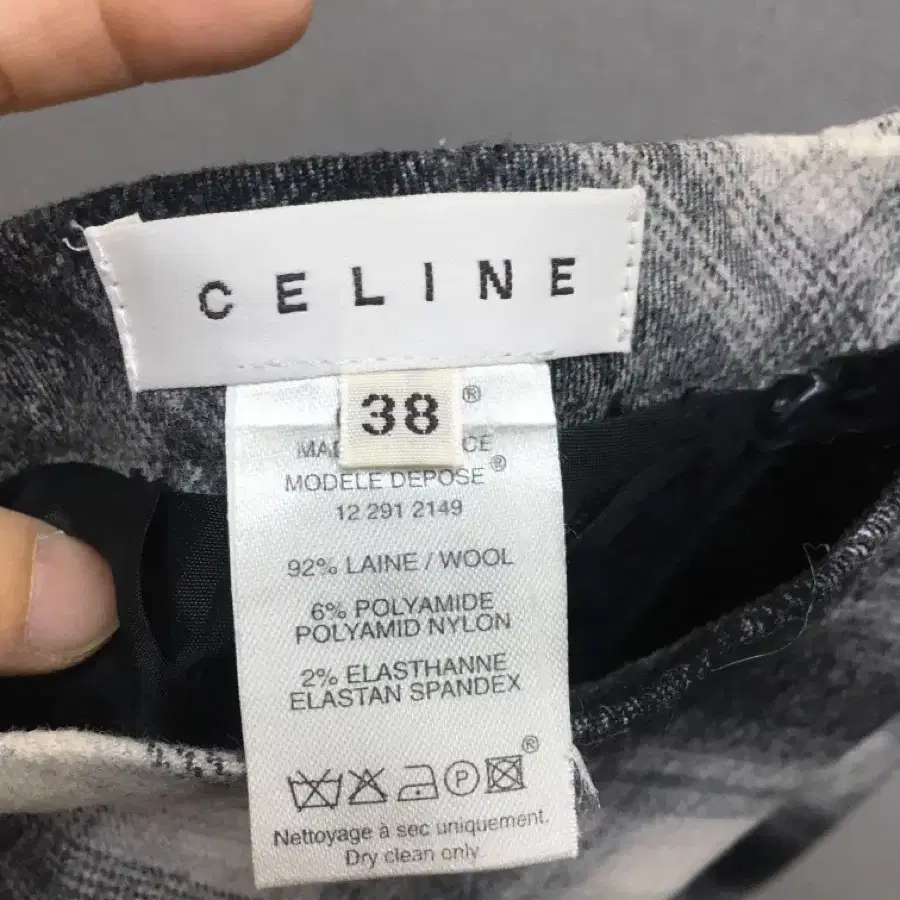 CELINE
38
®
MODELE DEPOSE®
12 291 2149
92% LAINE / WOOL
6% POLYAMIDE
POLYAMID NYLON
2% ELASTHANNE
ELASTAN SPANDEX
P ®
Nettoyage à sec uniquement.
Dry clean only.